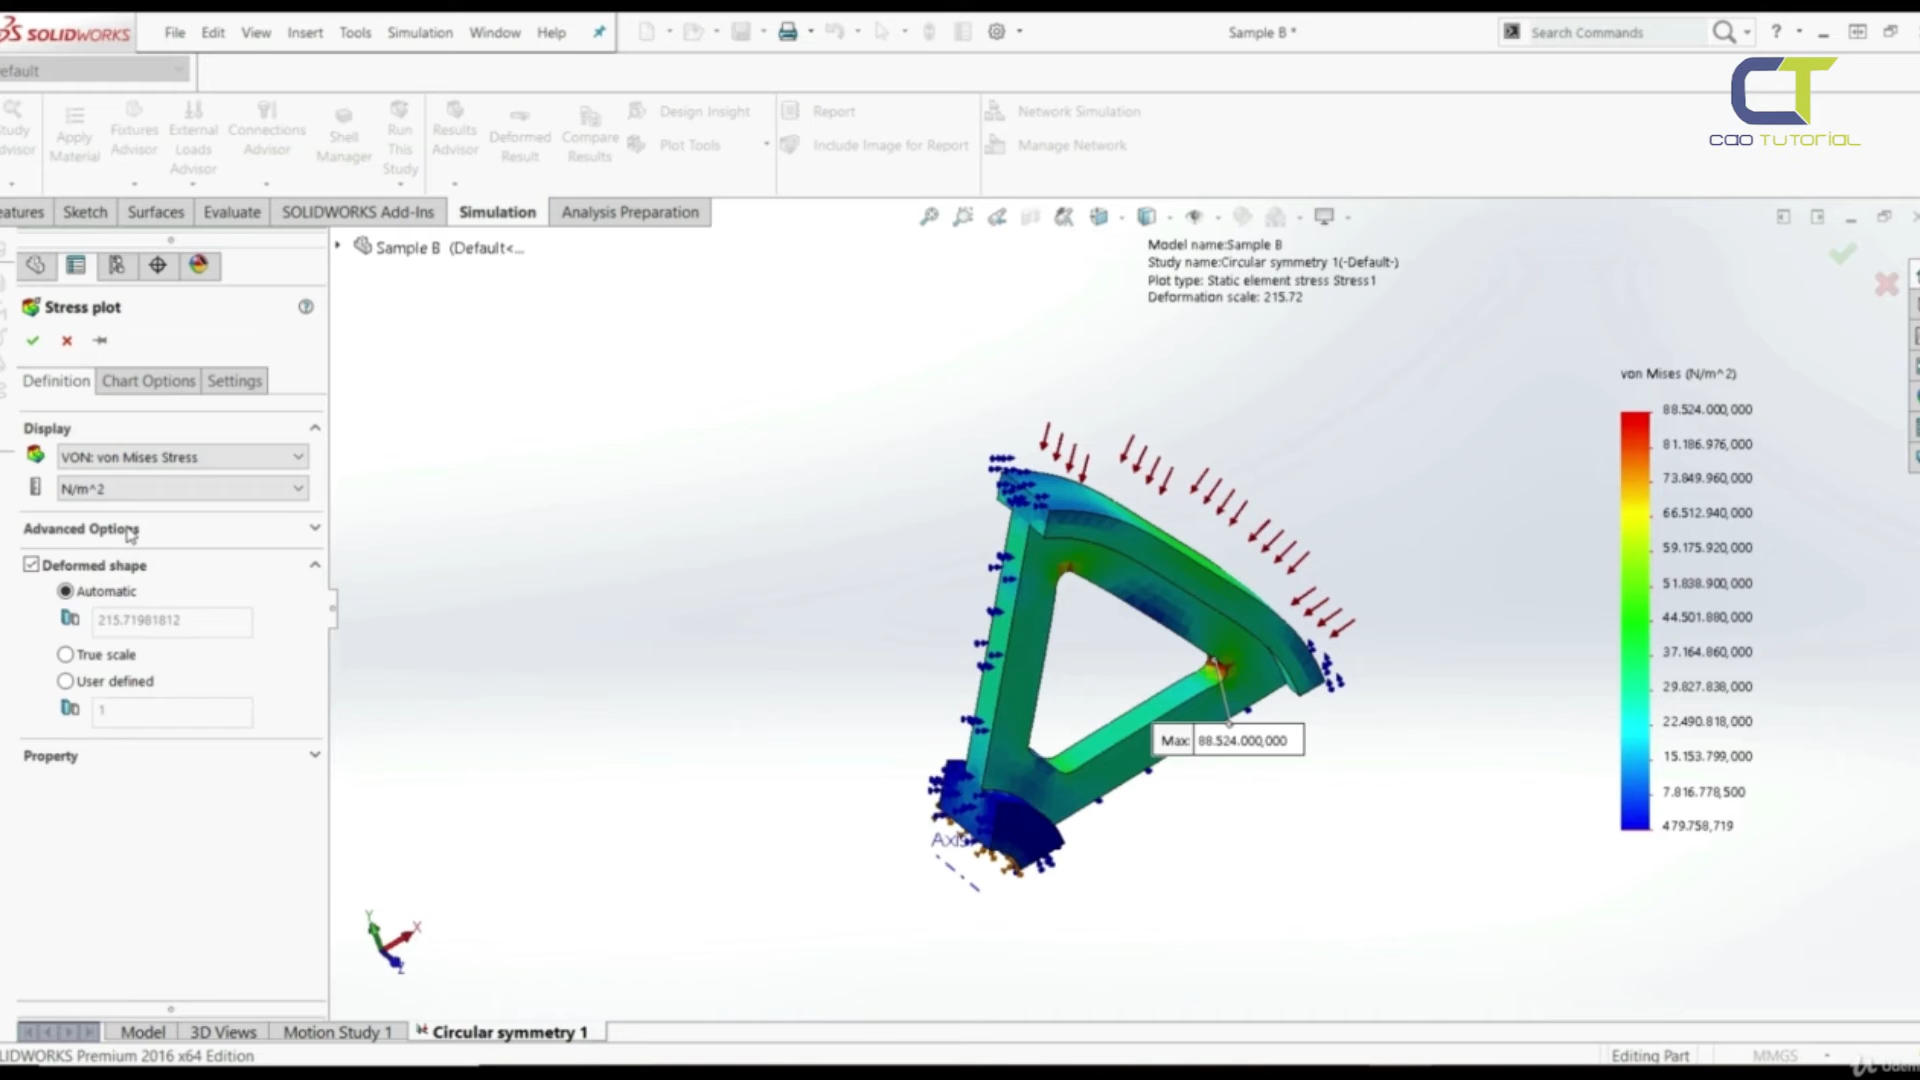 SOLIDWORKS File Edit View Insert Tools Simulation Window Help Sample B * Search Commands ?
efault
CT
CAO TUTORIAL
Study Advisor Apply Material Fixtures Advisor External Loads Advisor Connections Advisor Shell Manager Run This Study Results Advisor Deformed Result Compare Results Design Insight Plot Tools Report Include Image for Report Network Simulation Manage Network
eatures Sketch Surfaces Evaluate SOLIDWORKS Add-Ins Simulation Analysis Preparation
Sample B (Default<...
Model name:Sample B
Study name:Circular symmetry 1(-Default-)
Plot type: Static element stress Stress1
Deformation scale: 215.72
Stress plot
Definition Chart Options Settings
Display
VON: von Mises Stress
N/m^2
Advanced Options
Deformed shape
Automatic
215.71981812
True scale
User defined
1
Property
von Mises (N/m^2)
88.524.000,000
81.186.976,000
73.849.960,000
66.512.940,000
59.175.920,000
51.838.900,000
44.501.880,000
37.164.860,000
29.827.838,000
22.490.818,000
15.153.799,000
7.816.778,500
479.758,719
Max: 88.524.000,000
Axis
Y X Z
Model 3D Views Motion Study 1 Circular symmetry 1
LIDWORKS Premium 2016 x64 Edition Editing Part MMGS